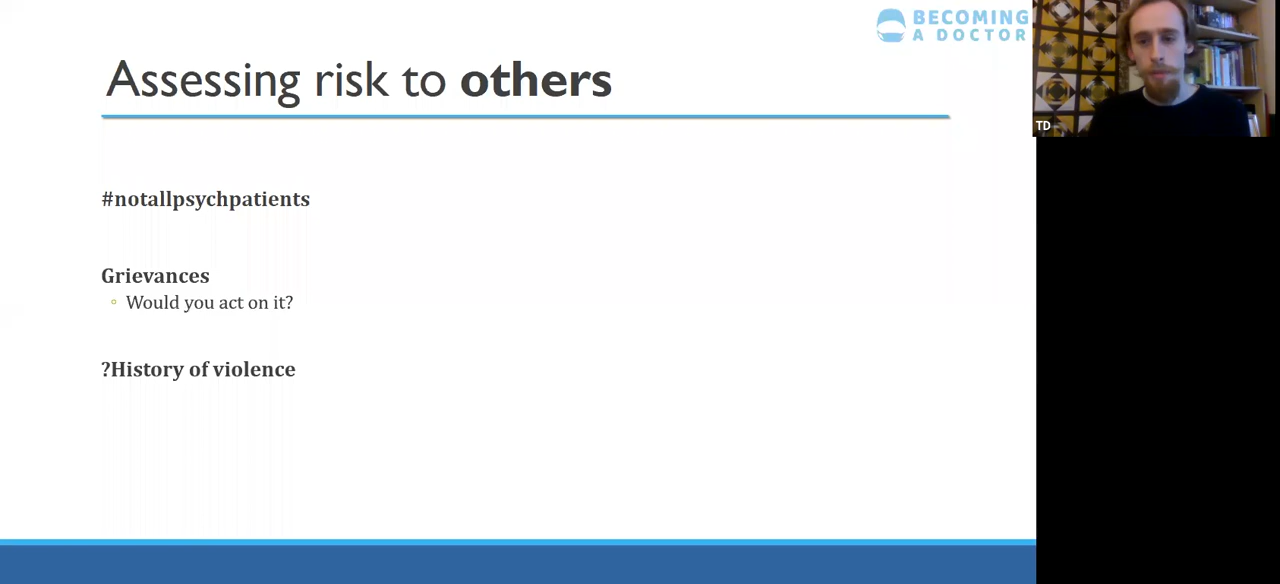 BECOMING
A DOCTOR
Assessing risk to others
TD
#notallpsychpatients
Grievances
Would you act on it?
?History of violence